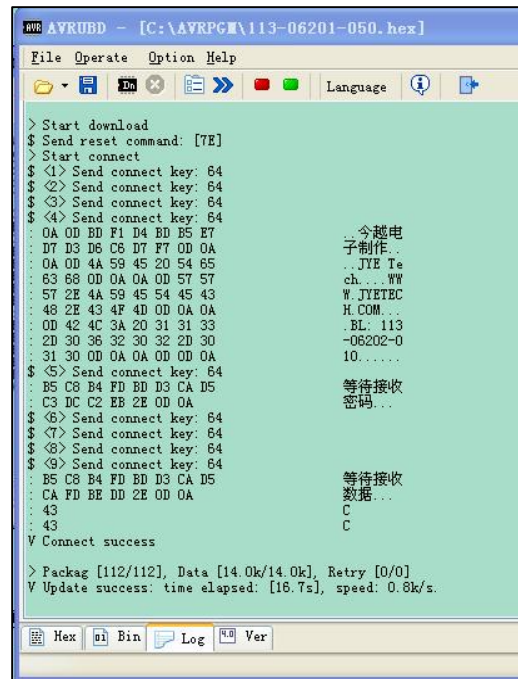 AVRUBD - [C:\AVRPGM\113-06201-050.hex]
File Operate Option Help
Language
> Start download
$ Send reset command: [7E]
> Start connect
$ <1> Send connect key: 64
$ <2> Send connect key: 64
$ <3> Send connect key: 64
$ <4> Send connect key: 64
: 0A 0D BD F1 D4 BD B5 E7 ..今越电
: D7 D3 D6 C6 D7 F7 0D 0A 子制作..
: 0A 0D 4A 59 45 20 54 65 ..JYE Te
: 63 68 0D 0A 0A 0D 57 57 ch....WW
: 57 2E 4A 59 45 54 45 43 W.JYETEC
: 48 2E 43 4F 4D 0D 0A 0A H.COM...
: 0D 42 4C 3A 20 31 31 33 .BL: 113
: 2D 30 36 32 30 32 2D 30 -06202-0
: 31 30 0D 0A 0A 0D 0D 0A 10......
$ <5> Send connect key: 64
: B5 C8 B4 FD BD D3 CA D5 等待接收
: C3 DC C2 EB 2E 0D 0A 密码...
$ <6> Send connect key: 64
$ <7> Send connect key: 64
$ <8> Send connect key: 64
$ <9> Send connect key: 64
: B5 C8 B4 FD BD D3 CA D5 等待接收
: CA FD BE DD 2E 0D 0A 数据...
: 43 C
: 43 C
V Connect success
> Packag [112/112], Data [14.0k/14.0k], Retry [0/0]
V Update success: time elapsed: [16.7s], speed: 0.8k/s.
Hex Bin Log Ver